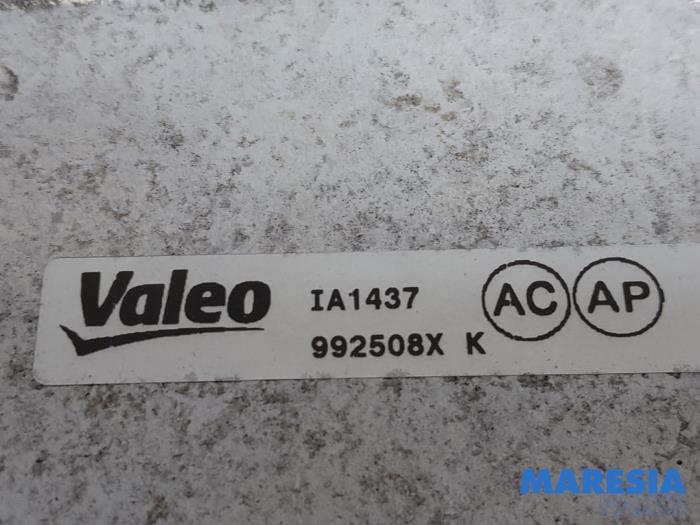 Valeo
IA1437
992508X K
AC AP
MARESIA